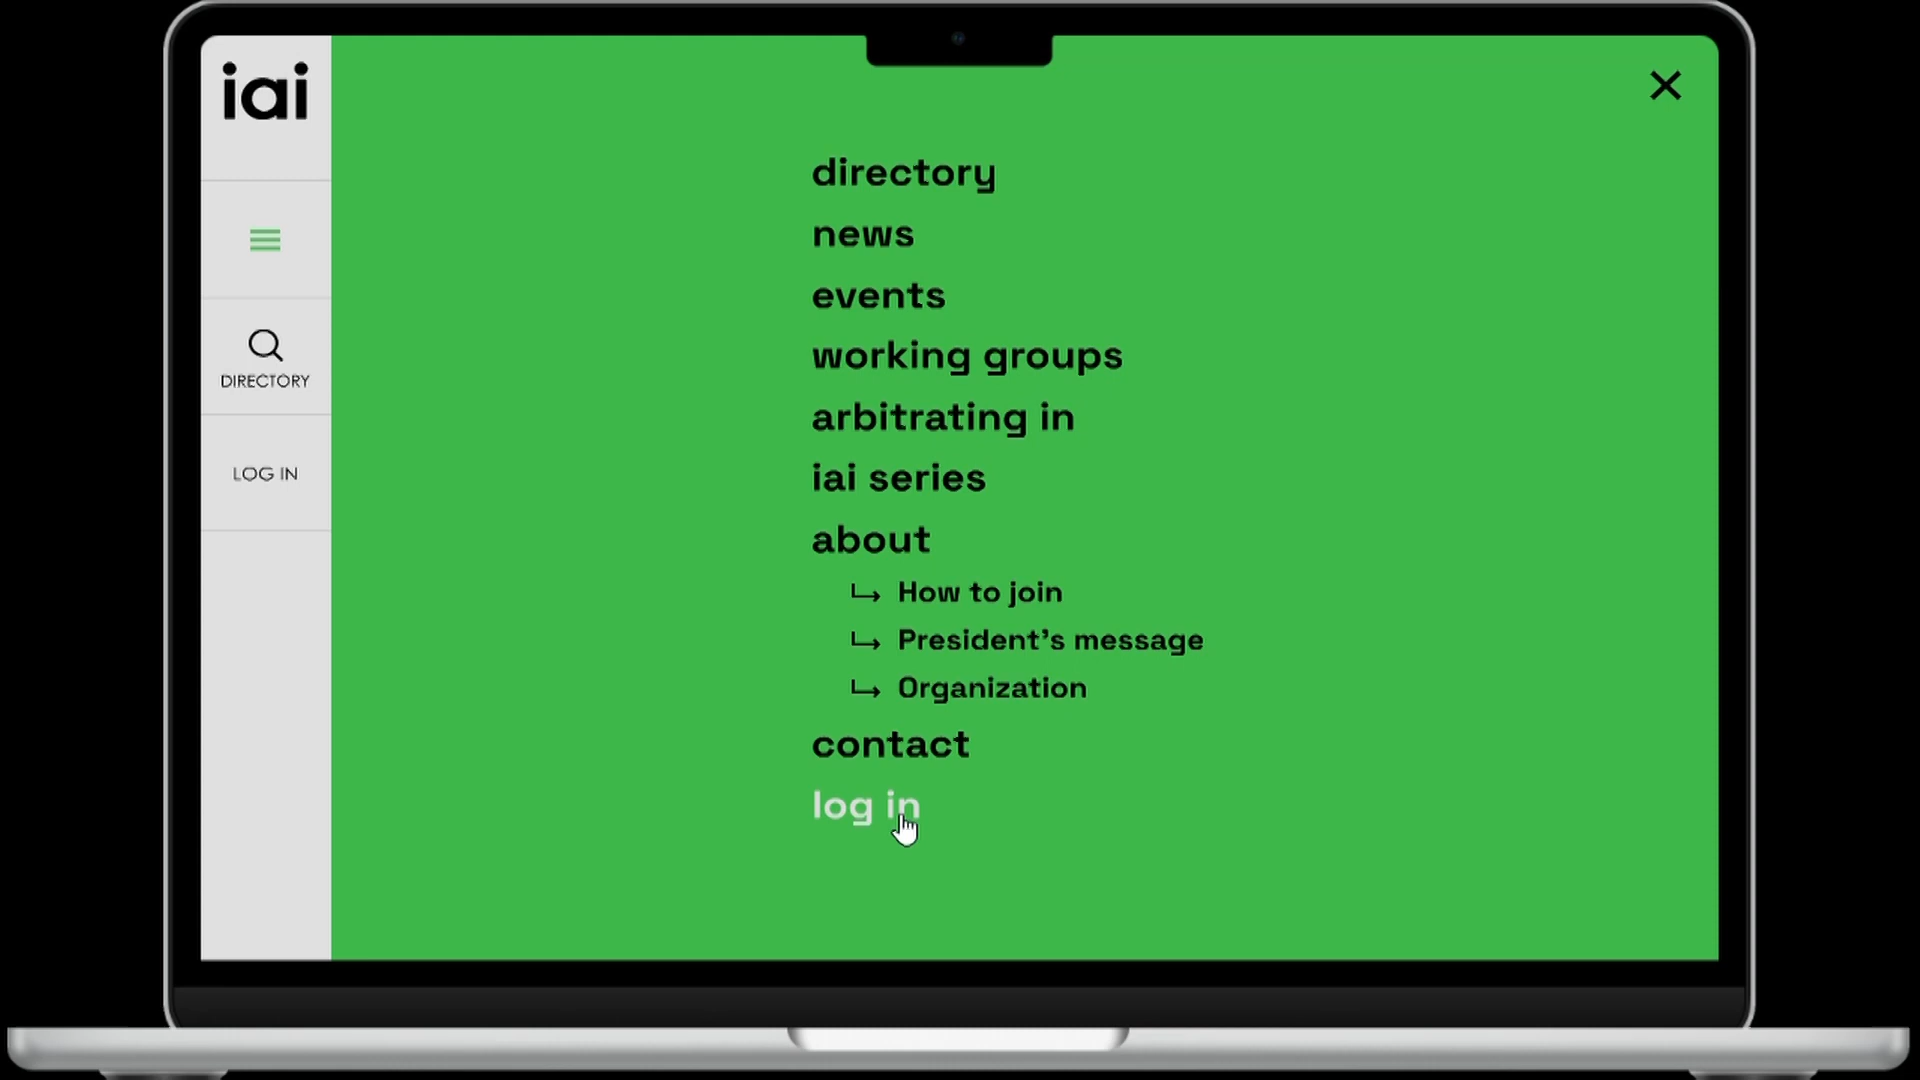 iai
DIRECTORY
LOG IN
directory
news
events
working groups
arbitrating in
iai series
about
How to join
President's message
Organization
contact
log in